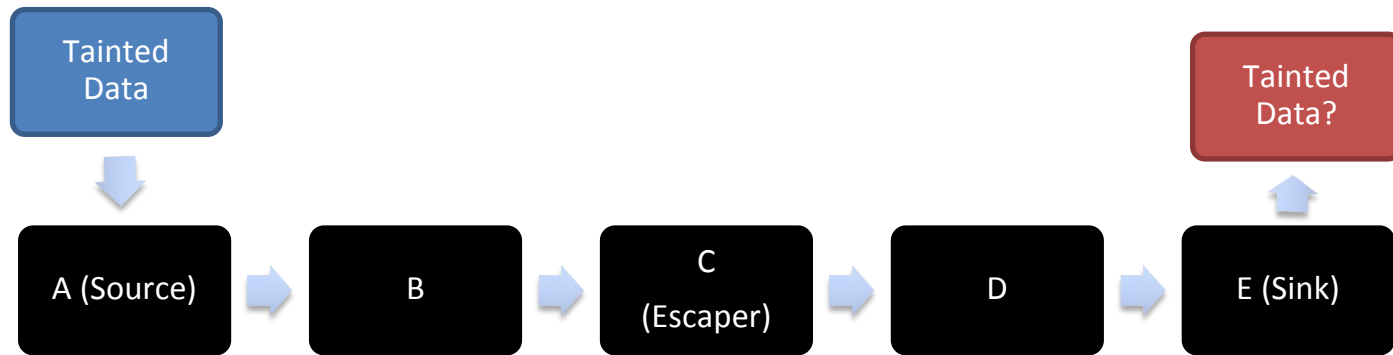 Tainted
Data
Tainted
Data?
A (Source)
B
C
(Escaper)
D
E (Sink)